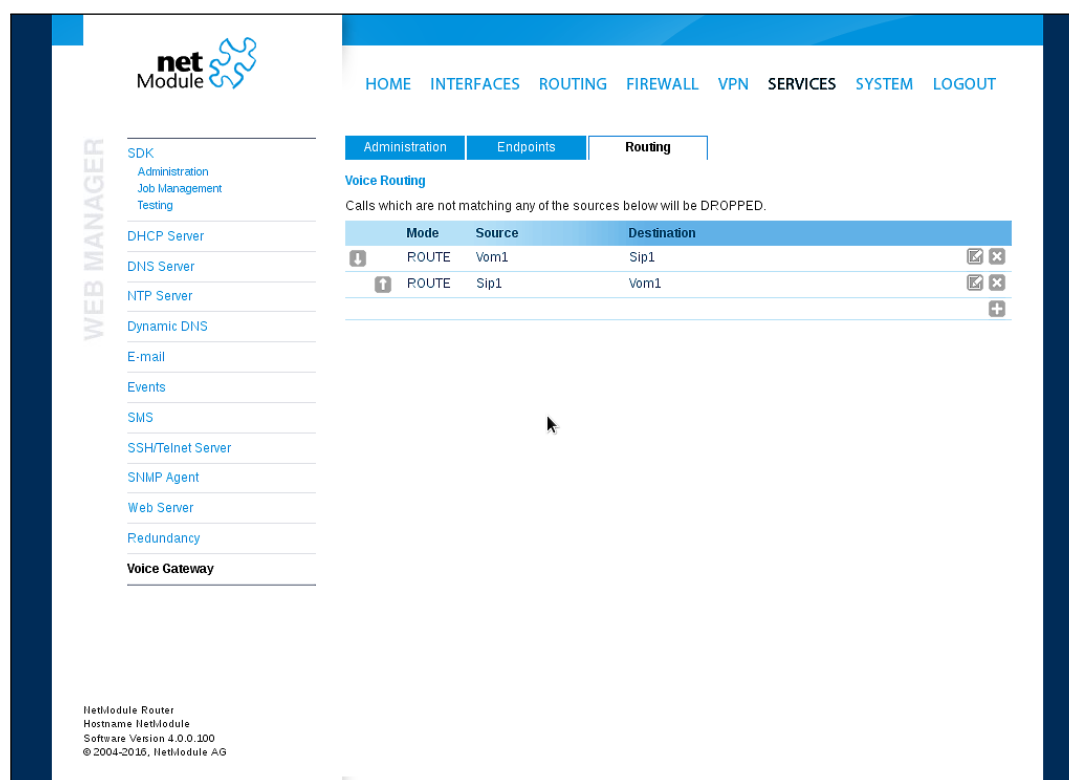 net
Module
HOME INTERFACES ROUTING FIREWALL VPN SERVICES SYSTEM LOGOUT
WEB MANAGER
SDK
Administration
Job Management
Testing
DHCP Server
DNS Server
NTP Server
Dynamic DNS
E-mail
Events
SMS
SSH/Telnet Server
SNMP Agent
Web Server
Redundancy
Voice Gateway
Administration Endpoints Routing
Voice Routing
Calls which are not matching any of the sources below will be DROPPED.
Mode Source Destination
ROUTE Vom1 Sip1
ROUTE Sip1 Vom1
NetModule Router
Hostname NetModule
Software Version 4.0.0.100
© 2004-2016, NetModule AG